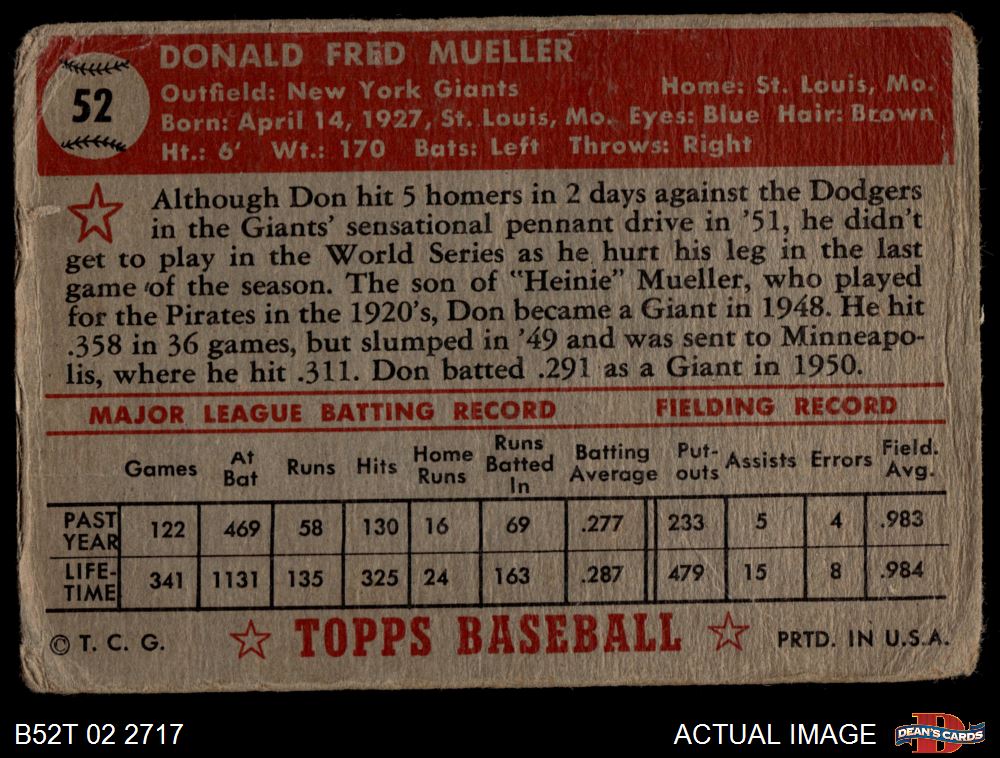 52
DONALD FRED MUELLER
Outfield: New York Giants Home: St. Louis, Mo.
Born: April 14, 1927, St. Louis, Mo. Eyes: Blue Hair: Brown
Ht.: 6' Wt.: 170 Bats: Left Throws: Right
Although Don hit 5 homers in 2 days against the Dodgers
in the Giants' sensational pennant drive in '51, he didn't
get to play in the World Series as he hurt his leg in the last
game of the season. The son of "Heinie" Mueller, who played
for the Pirates in the 1920's, Don became a Giant in 1948. He hit
.358 in 36 games, but slumped in '49 and was sent to Minneapo-
lis, where he hit .311. Don batted .291 as a Giant in 1950.
MAJOR LEAGUE BATTING RECORD FIELDING RECORD
Games At Bat Runs Hits Home Runs Runs Batted In Batting Average Put-outs Assists Errors Field. Avg.
PAST YEAR 122 469 58 130 16 69 .277 233 5 4 .983
LIFE-TIME 341 1131 135 325 24 163 .287 479 15 8 .984
© T. C. G. TOPPS BASEBALL PRTD. IN U.S.A.
B52T 02 2717 ACTUAL IMAGE DEAN'S CARDS